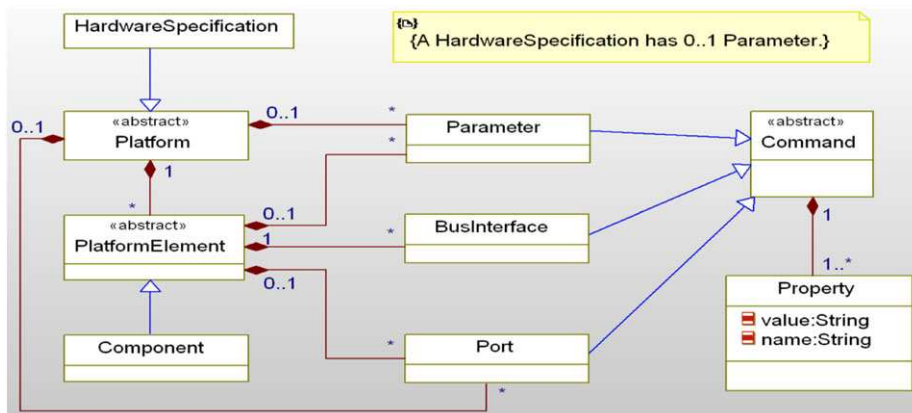 HardwareSpecification
{A HardwareSpecification has 0..1 Parameter.}
«abstract»
Platform
0..1
0..1
*
1
*
Parameter
*
«abstract»
Command
«abstract»
PlatformElement
0..1
1
*
0..1
BusInterface
1
1..*
Component
*
Port
*
Property
value:String
name:String